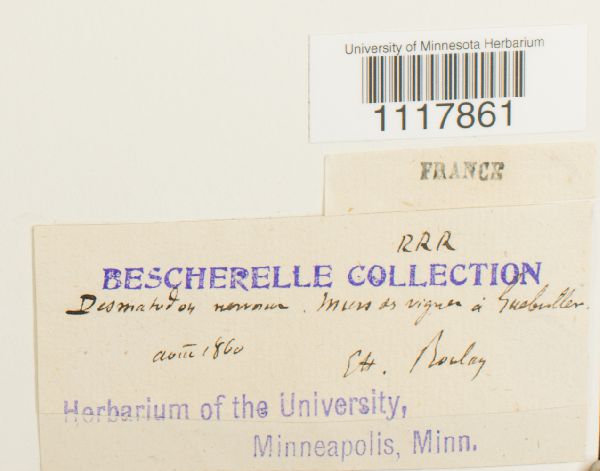 University of Minnesota Herbarium
1117861
FRANCE
RRR
BESCHERELLE COLLECTION
Desmatodon nervosus. Murs de vignes à Guebwiller.
août 1860
Boulay
Herbarium of the University,
Minneapolis, Minn.